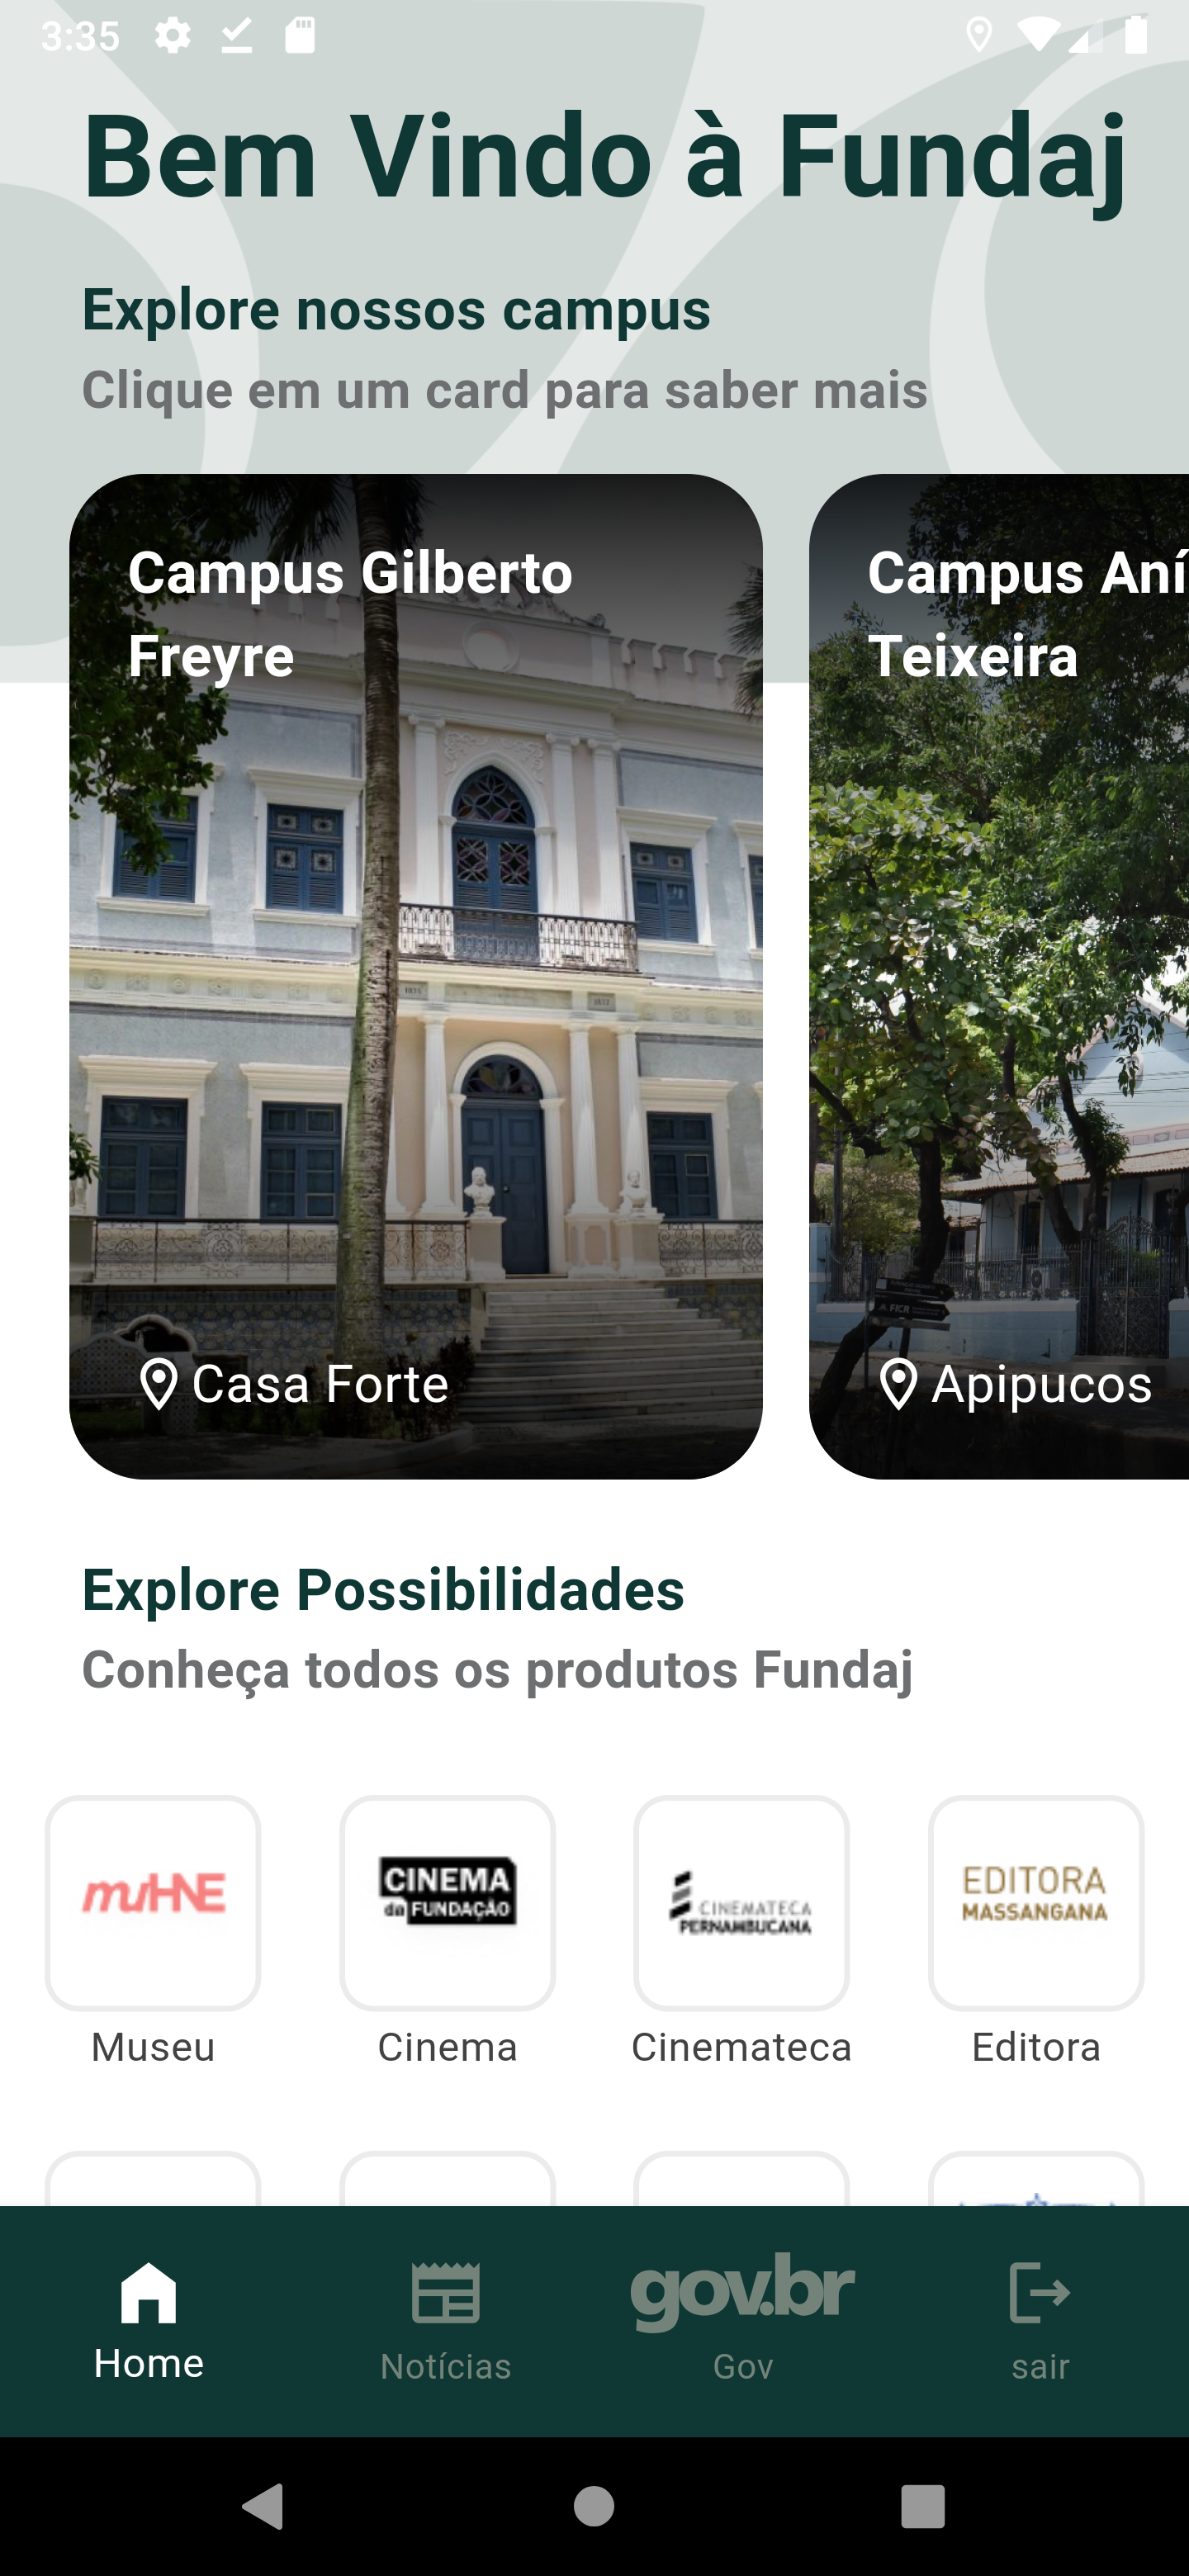 3:35
Bem Vindo à Fundaj
Explore nossos campus
Clique em um card para saber mais
Campus Gilberto
Freyre
Campus Aní
Teixeira
FICR
Casa Forte
Apipucos
Explore Possibilidades
Conheça todos os produtos Fundaj
muHNE
CINEMA
da FUNDAÇÃO
CINEMATECA
PERNAMBUCANA
EDITORA
MASSANGANA
Museu
Cinema
Cinemateca
Editora
gov.br
Home
Notícias
Gov
sair